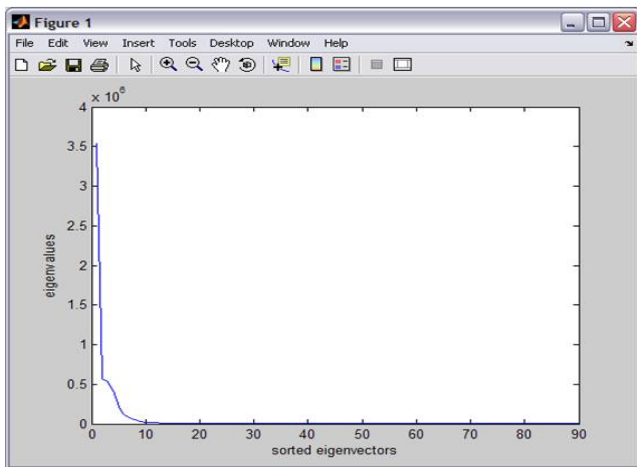 Figure 1
File Edit View Insert Tools Desktop Window Help
× 10⁶
4
3.5
3
2.5
2
1.5
1
0.5
0
eigenvalues
0 10 20 30 40 50 60 70 80 90
sorted eigenvectors